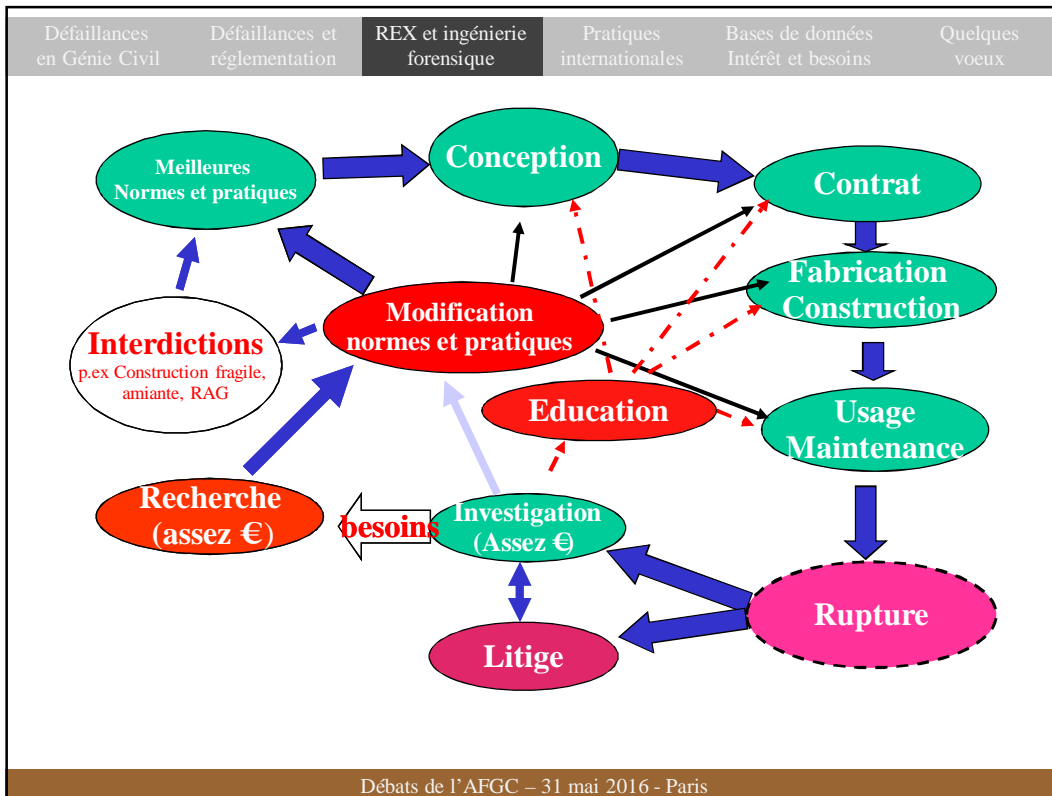 Défaillances
en Génie Civil
Défaillances et
réglementation
REX et ingénierie
forensique
Pratiques
internationales
Bases de données
Intérêt et besoins
Quelques
voeux
Meilleures
Normes et pratiques
Conception
Contrat
Fabrication
Construction
Modification
normes et pratiques
Interdictions
p.ex Construction fragile,
amiante, RAG
Education
Usage
Maintenance
Recherche
(assez €)
besoins
Investigation
(Assez €)
Rupture
Litige
Débats de l'AFGC – 31 mai 2016 - Paris